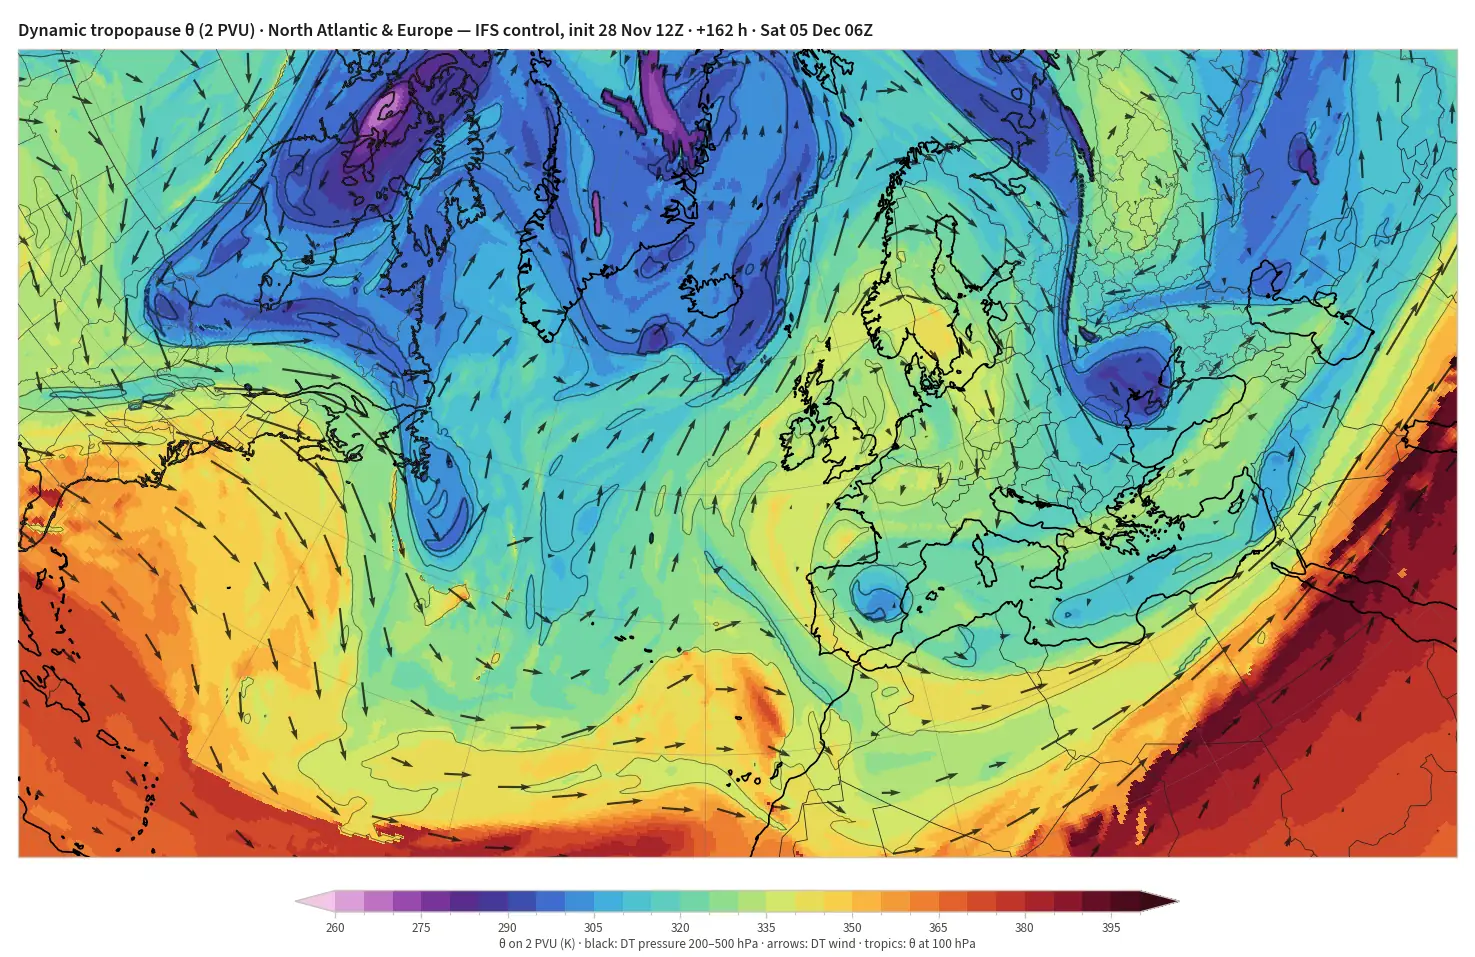 Dynamic tropopause θ (2 PVU) · North Atlantic & Europe — IFS control, init 28 Nov 12Z · +162 h · Sat 05 Dec 06Z
260 275 290 305 320 335 350 365 380 395
θ on 2 PVU (K) · black: DT pressure 200–500 hPa · arrows: DT wind · tropics: θ at 100 hPa